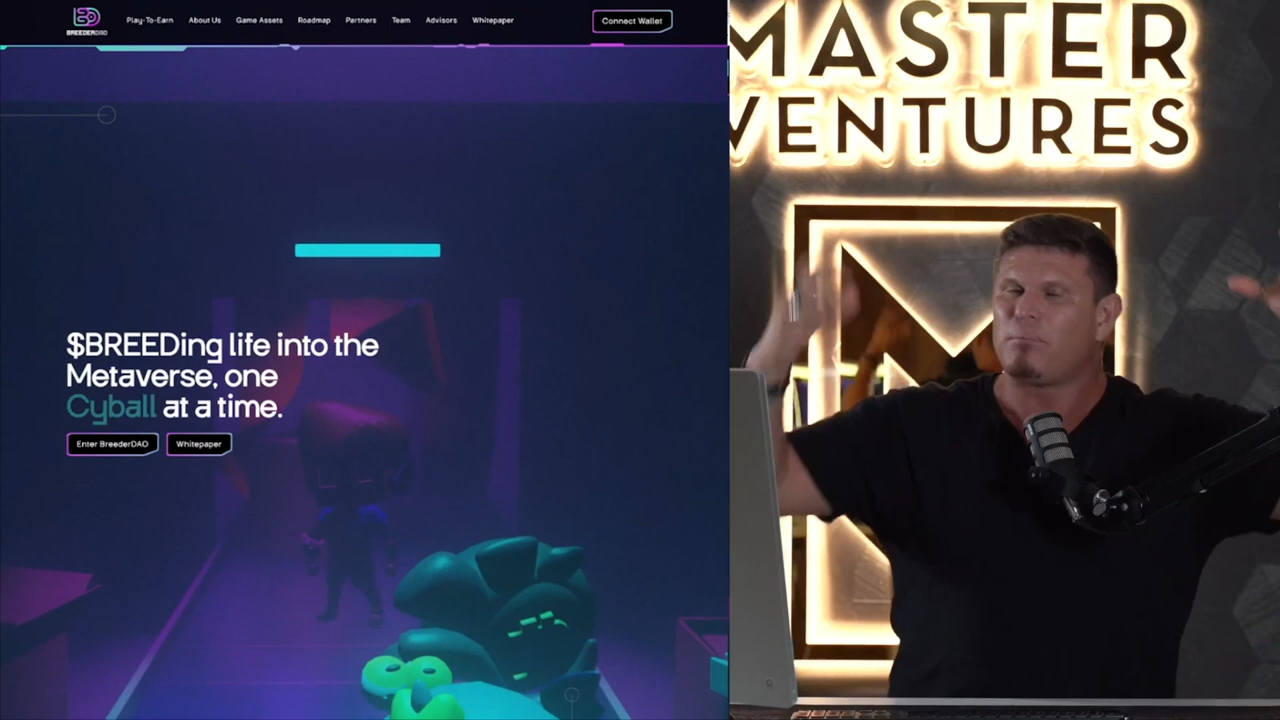 BREEDERDAO
Play-To-Earn
About Us
Game Assets
Roadmap
Partners
Team
Advisors
Whitepaper
Connect Wallet
$BREEDing life into the
Metaverse, one
Cyball at a time.
Enter BreederDAO
Whitepaper
MASTER
VENTURES